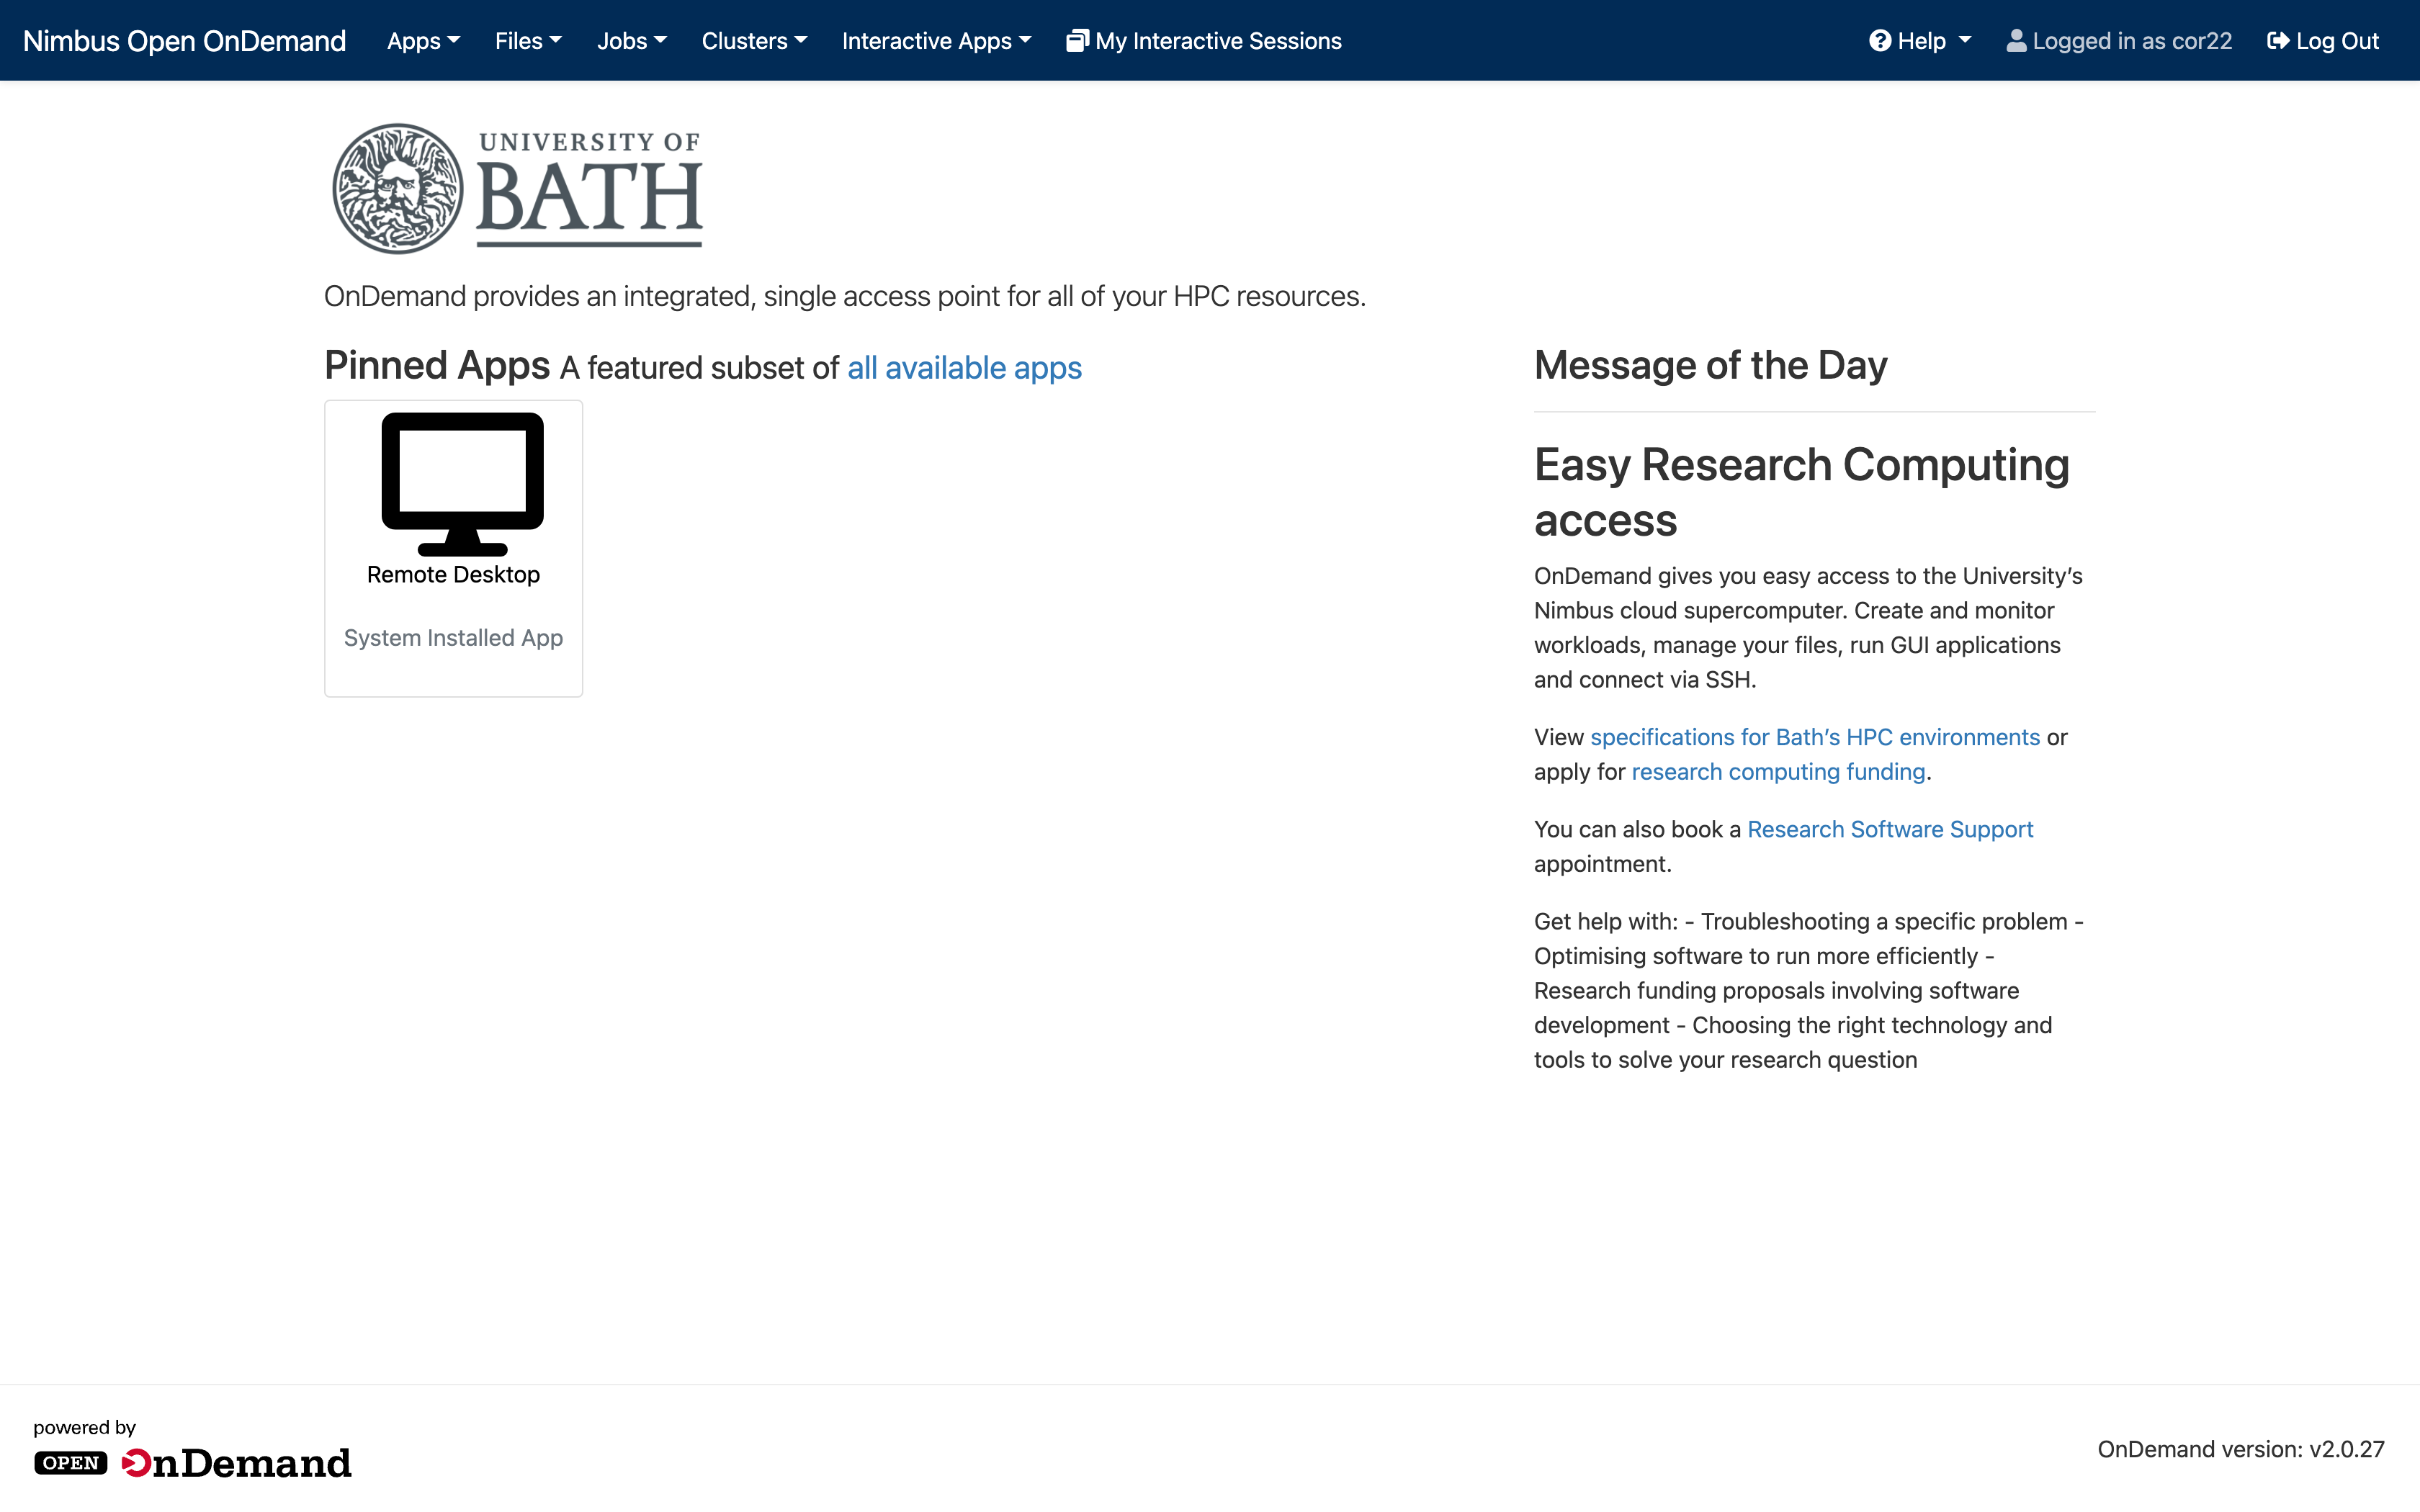 Nimbus Open OnDemand Apps Files Jobs Clusters Interactive Apps My Interactive Sessions Help Logged in as cor22 Log Out
UNIVERSITY OF
BATH
OnDemand provides an integrated, single access point for all of your HPC resources.
Pinned Apps A featured subset of all available apps
Remote Desktop
System Installed App
Message of the Day
Easy Research Computing
access
OnDemand gives you easy access to the University’s
Nimbus cloud supercomputer. Create and monitor
workloads, manage your files, run GUI applications
and connect via SSH.
View specifications for Bath’s HPC environments or
apply for research computing funding.
You can also book a Research Software Support
appointment.
Get help with: - Troubleshooting a specific problem -
Optimising software to run more efficiently -
Research funding proposals involving software
development - Choosing the right technology and
tools to solve your research question
powered by
OPEN OnDemand
OnDemand version: v2.0.27